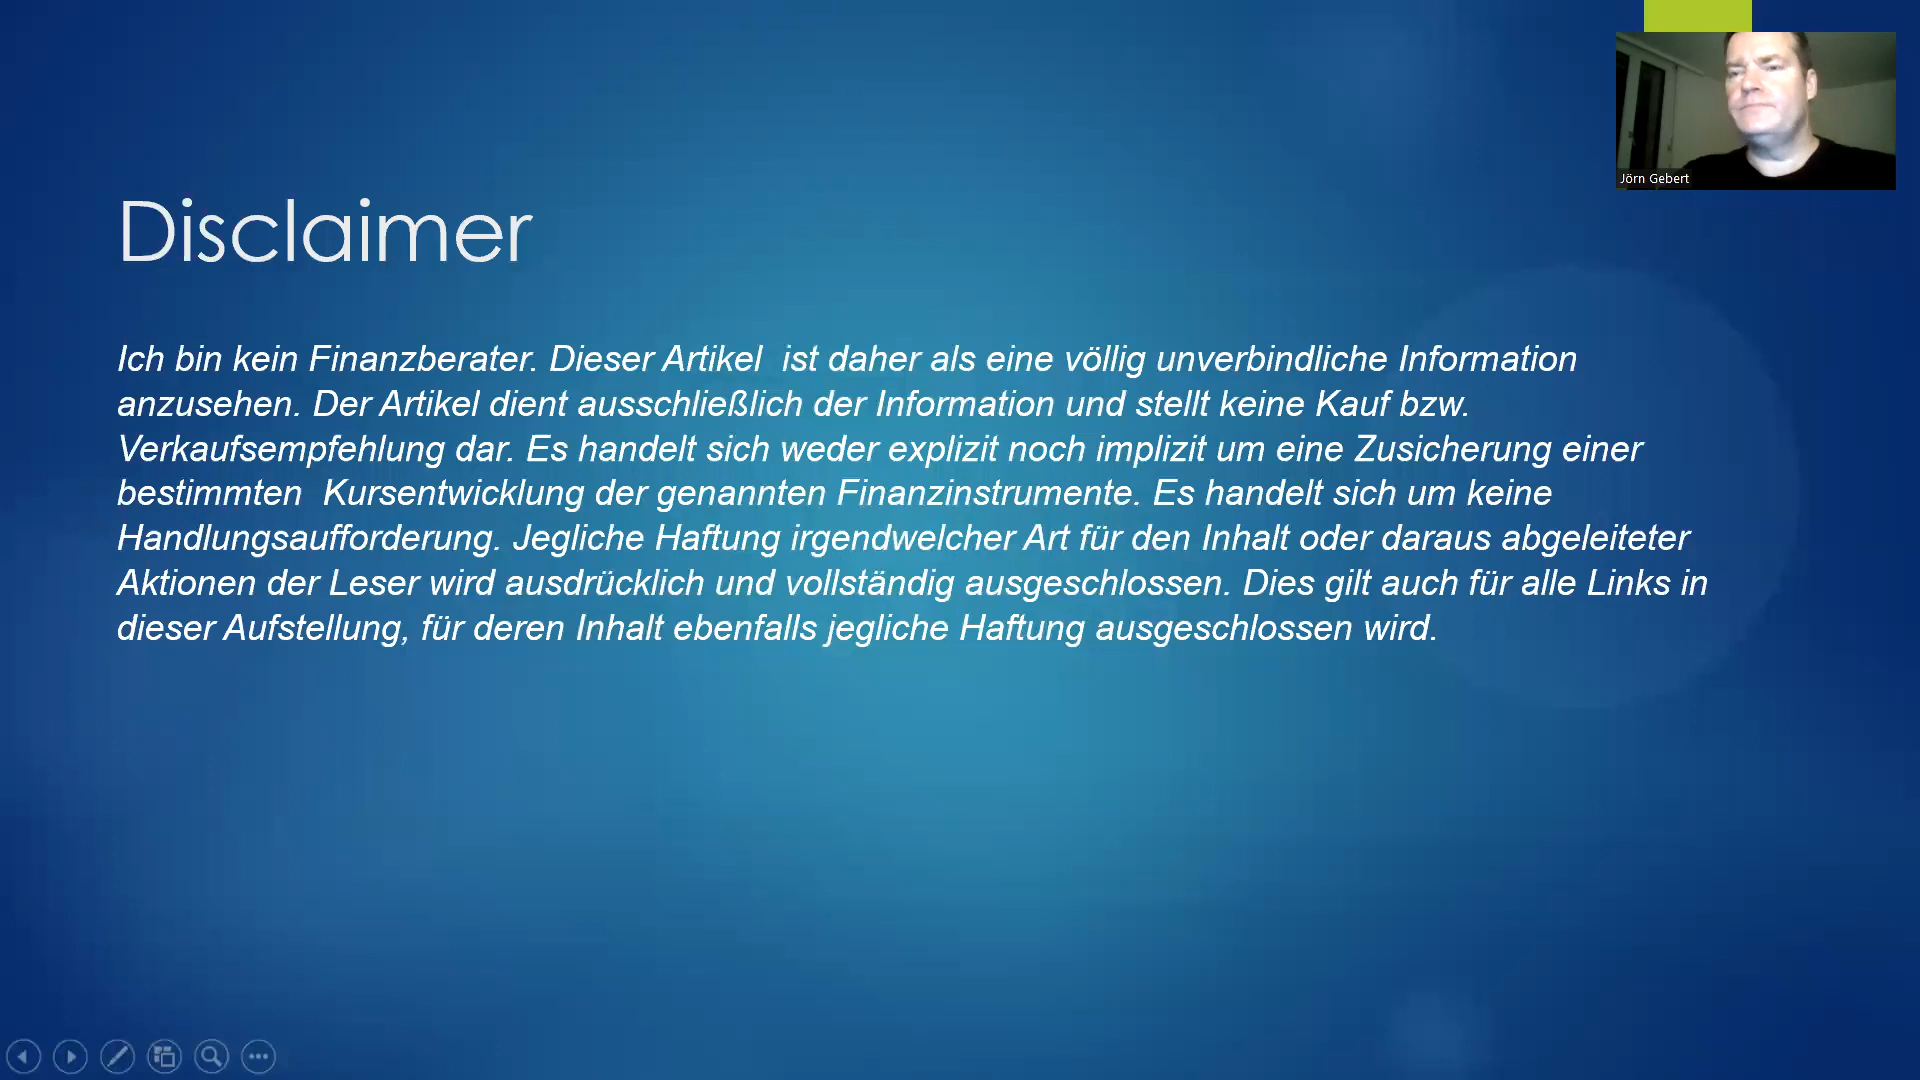 Jörn Gebert
Disclaimer
Ich bin kein Finanzberater. Dieser Artikel  ist daher als eine völlig unverbindliche Information
anzusehen. Der Artikel dient ausschließlich der Information und stellt keine Kauf bzw.
Verkaufsempfehlung dar. Es handelt sich weder explizit noch implizit um eine Zusicherung einer
bestimmten  Kursentwicklung der genannten Finanzinstrumente. Es handelt sich um keine
Handlungsaufforderung. Jegliche Haftung irgendwelcher Art für den Inhalt oder daraus abgeleiteter
Aktionen der Leser wird ausdrücklich und vollständig ausgeschlossen. Dies gilt auch für alle Links in
dieser Aufstellung, für deren Inhalt ebenfalls jegliche Haftung ausgeschlossen wird.